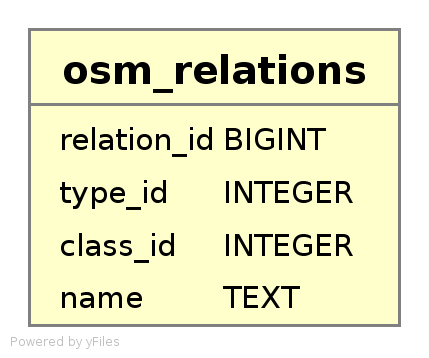 osm_relations
relation_id BIGINT
type_id INTEGER
class_id INTEGER
name TEXT
Powered by yFiles